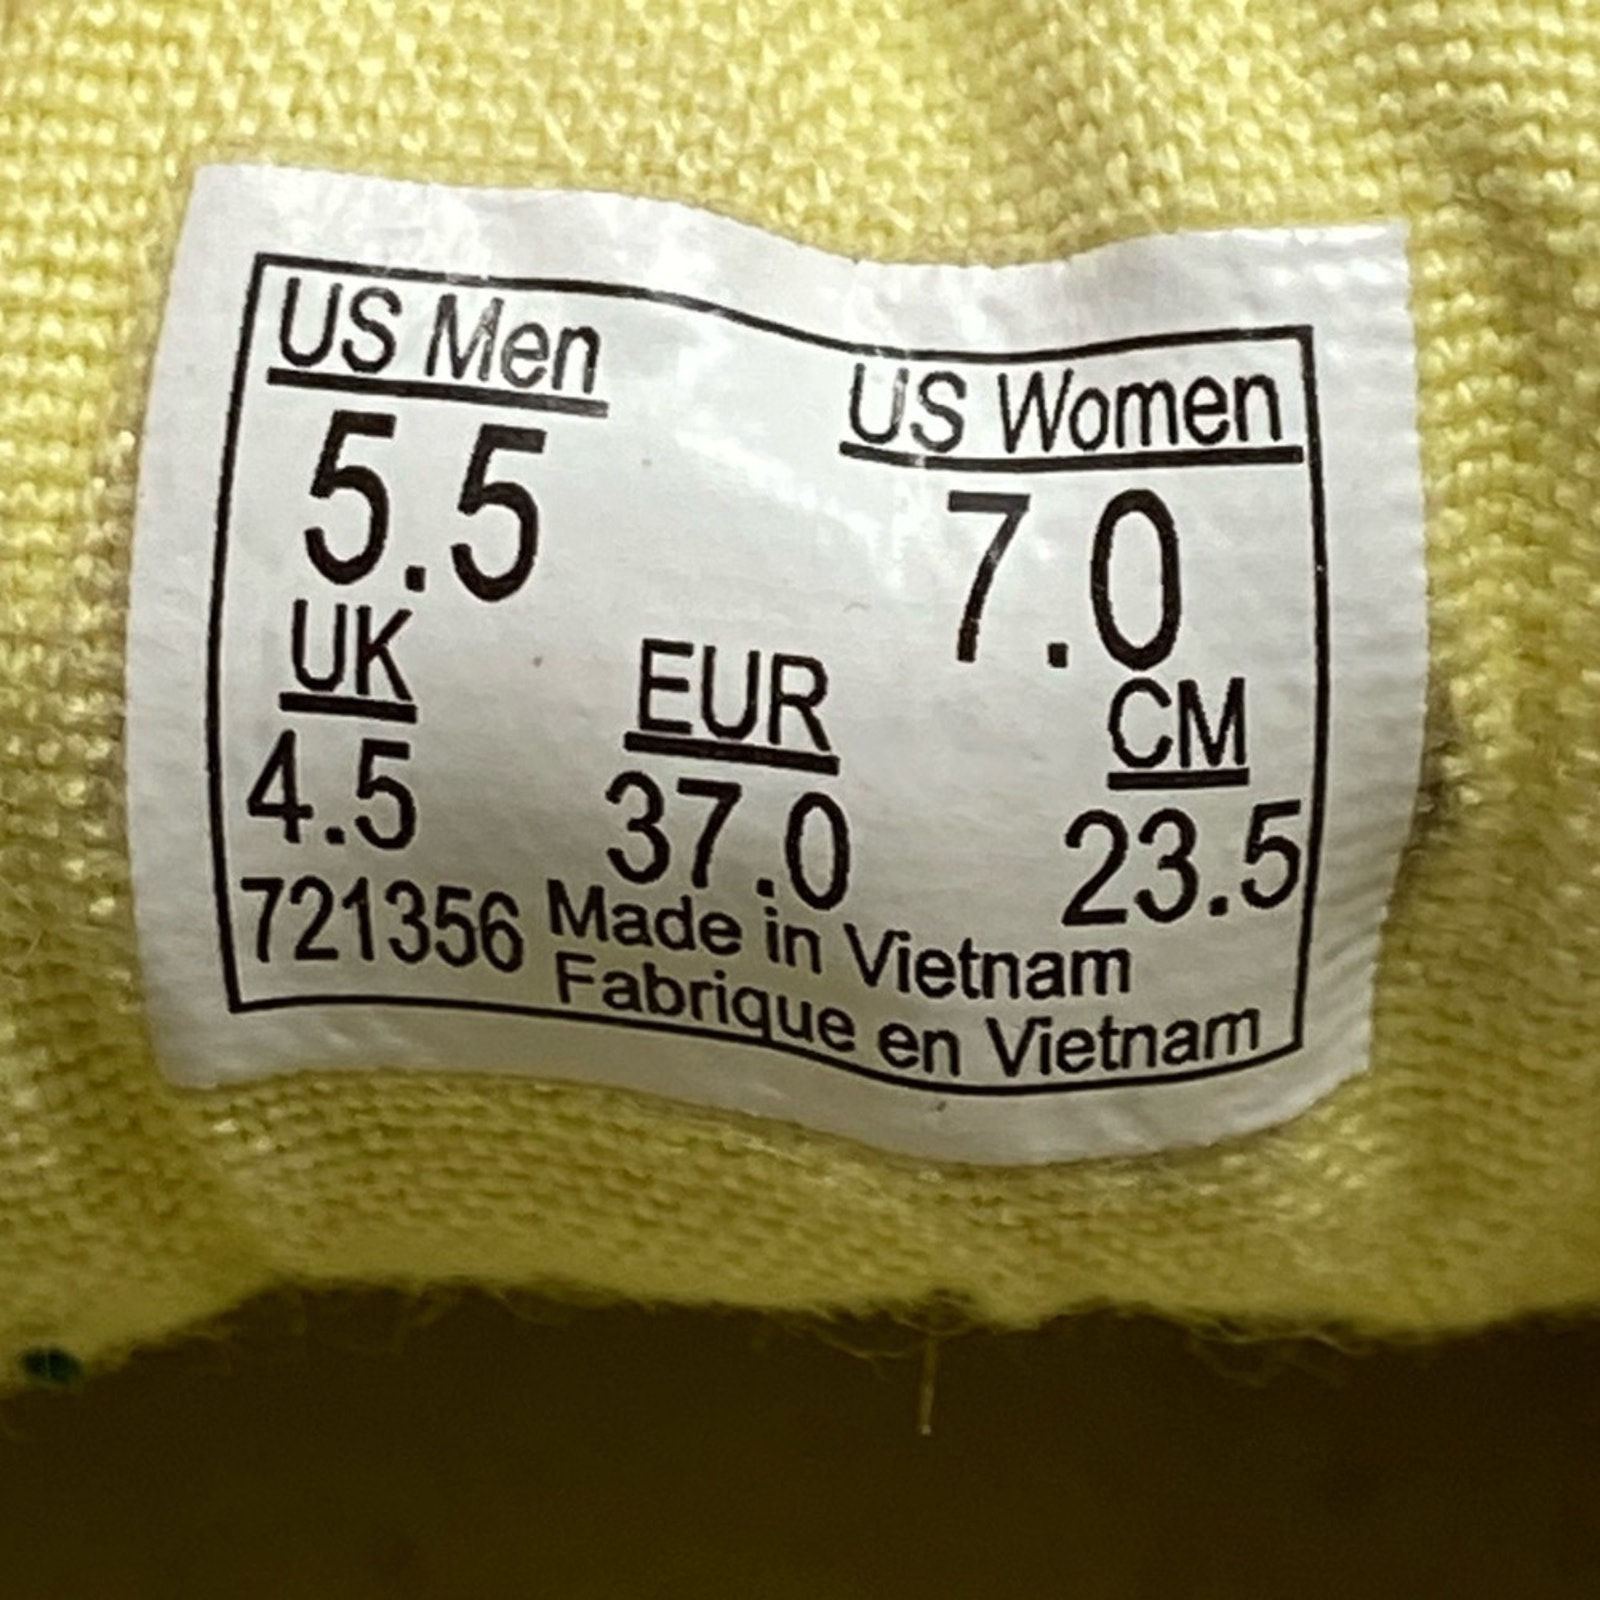 US Men US Women
5.5 7.0
UK EUR CM
4.5 37.0 23.5
721356 Made in Vietnam
Fabrique en Vietnam